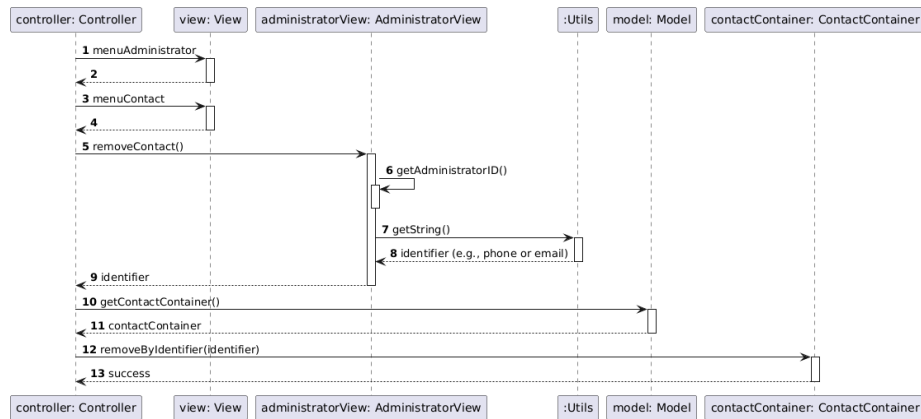 controller: Controller view: View administratorView: AdministratorView :Utils model: Model contactContainer: ContactContainer
1 menuAdministrator
2
3 menuContact
4
5 removeContact()
6 getAdministratorID()
7 getString()
8 identifier (e.g., phone or email)
9 identifier
10 getContactContainer()
11 contactContainer
12 removeByIdentifier(identifier)
13 success
controller: Controller view: View administratorView: AdministratorView :Utils model: Model contactContainer: ContactContainer